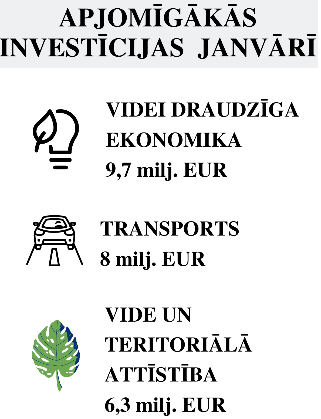 APJOMĪGĀKĀS
INVESTĪCIJAS JANVĀRĪ
VIDEI DRAUDZĪGA
EKONOMIKA
9,7 milj. EUR
TRANSPORTS
8 milj. EUR
VIDE UN
TERITORIĀLĀ
ATTĪSTĪBA
6,3 milj. EUR